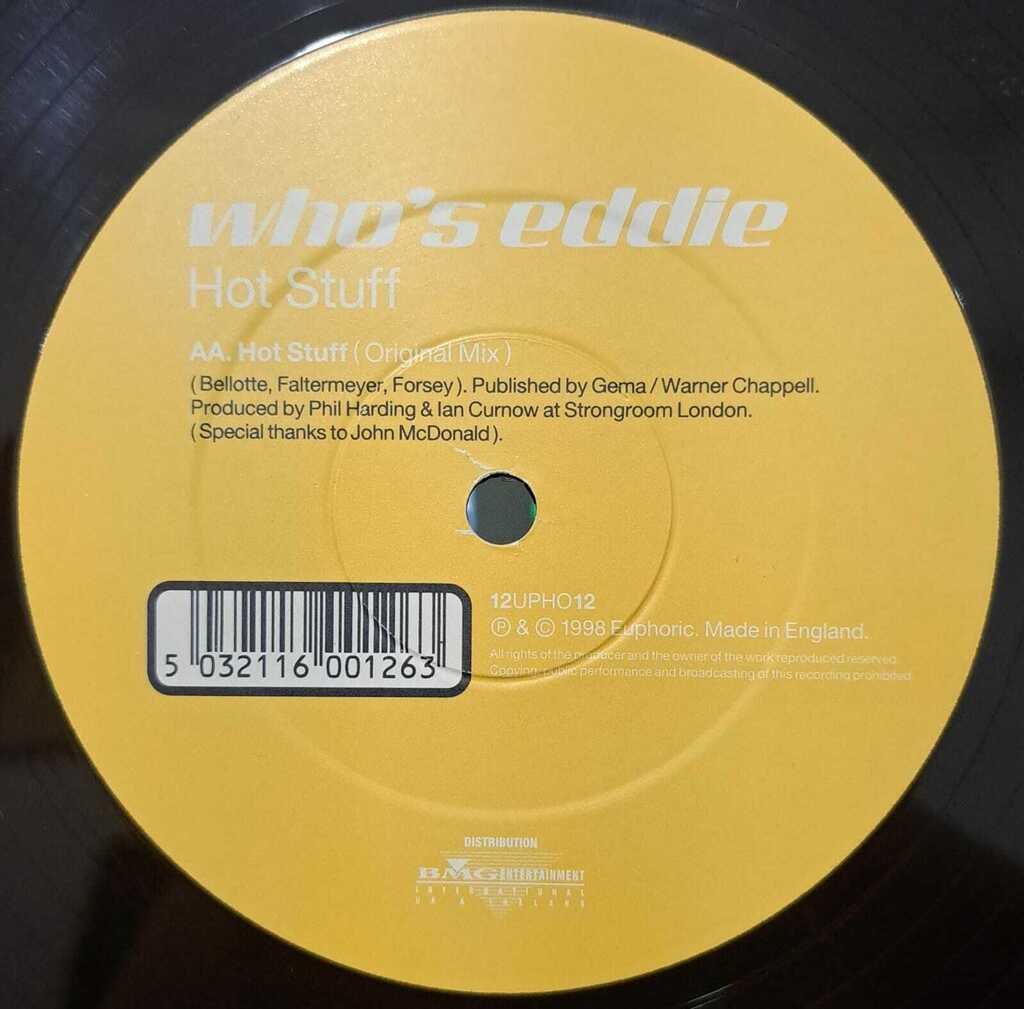 who's eddie
Hot Stuff
AA. Hot Stuff ( Original Mix )
( Bellotte, Faltermeyer, Forsey ). Published by Gema / Warner Chappell.
Produced by Phil Harding & Ian Curnow at Strongroom London.
( Special thanks to John McDonald ).
12UPHO12
℗ & © 1998 Euphoric. Made in England.
All rights of the producer and the owner of the work reproduced reserved.
Copying, public performance and broadcasting of this recording prohibited.
5 032116 001263
DISTRIBUTION
BMG ENTERTAINMENT
INTERNATIONAL
UK & IRELAND